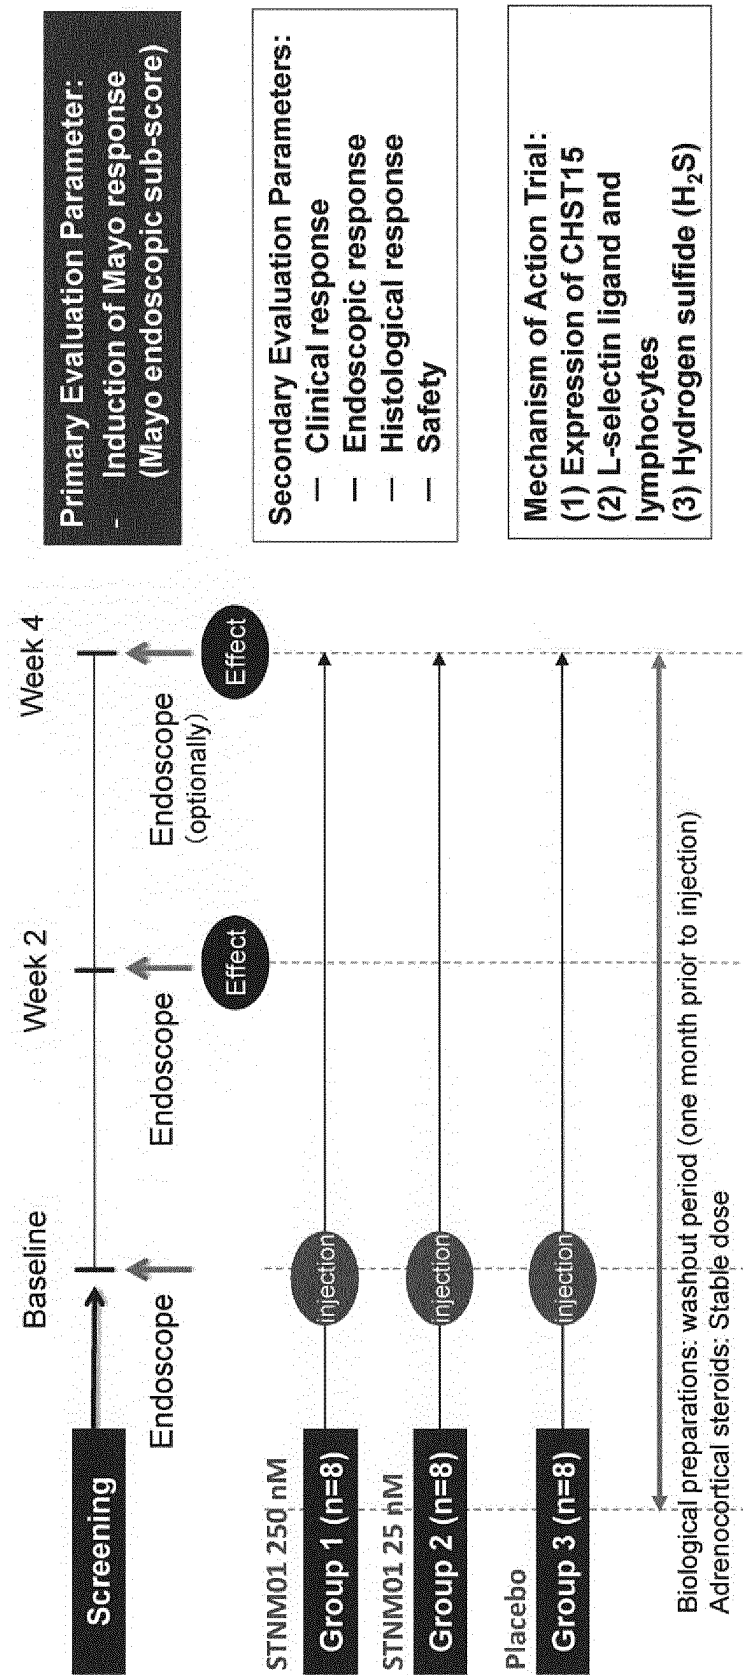 Screening
Baseline
Week 2
Week 4
Endoscope
Endoscope
Endoscope
(optionally)
Effect
Effect
STNM01 250 nM
Group 1 (n=8)
Injection
STNM01 25 nM
Group 2 (n=8)
Injection
Placebo
Group 3 (n=8)
Injection
Biological preparations: washout period (one month prior to injection)
Adrenocortical steroids: Stable dose
Primary Evaluation Parameter:
- Induction of Mayo response
(Mayo endoscopic sub-score)
Secondary Evaluation Parameters:
— Clinical response
— Endoscopic response
— Histological response
— Safety
Mechanism of Action Trial:
(1) Expression of CHST15
(2) L-selectin ligand and
lymphocytes
(3) Hydrogen sulfide (H₂S)